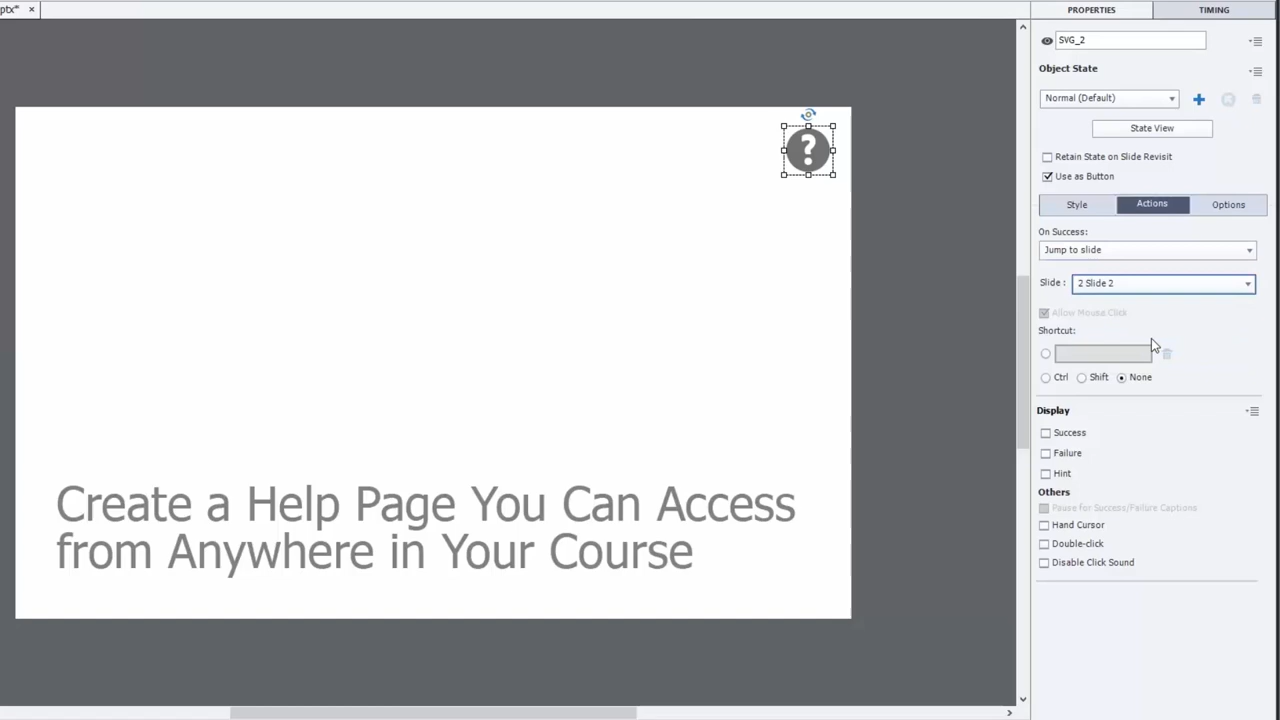 ptx* ×
PROPERTIES
TIMING
SVG_2
Object State
Normal (Default)
State View
Retain State on Slide Revisit
Use as Button
Style
Actions
Options
On Success:
Jump to slide
Slide :
2 Slide 2
Allow Mouse Click
Shortcut:
Ctrl
Shift
None
Display
Success
Failure
Hint
Others
Pause for Success/Failure Captions
Hand Cursor
Double-click
Disable Click Sound
?
Create a Help Page You Can Access
from Anywhere in Your Course